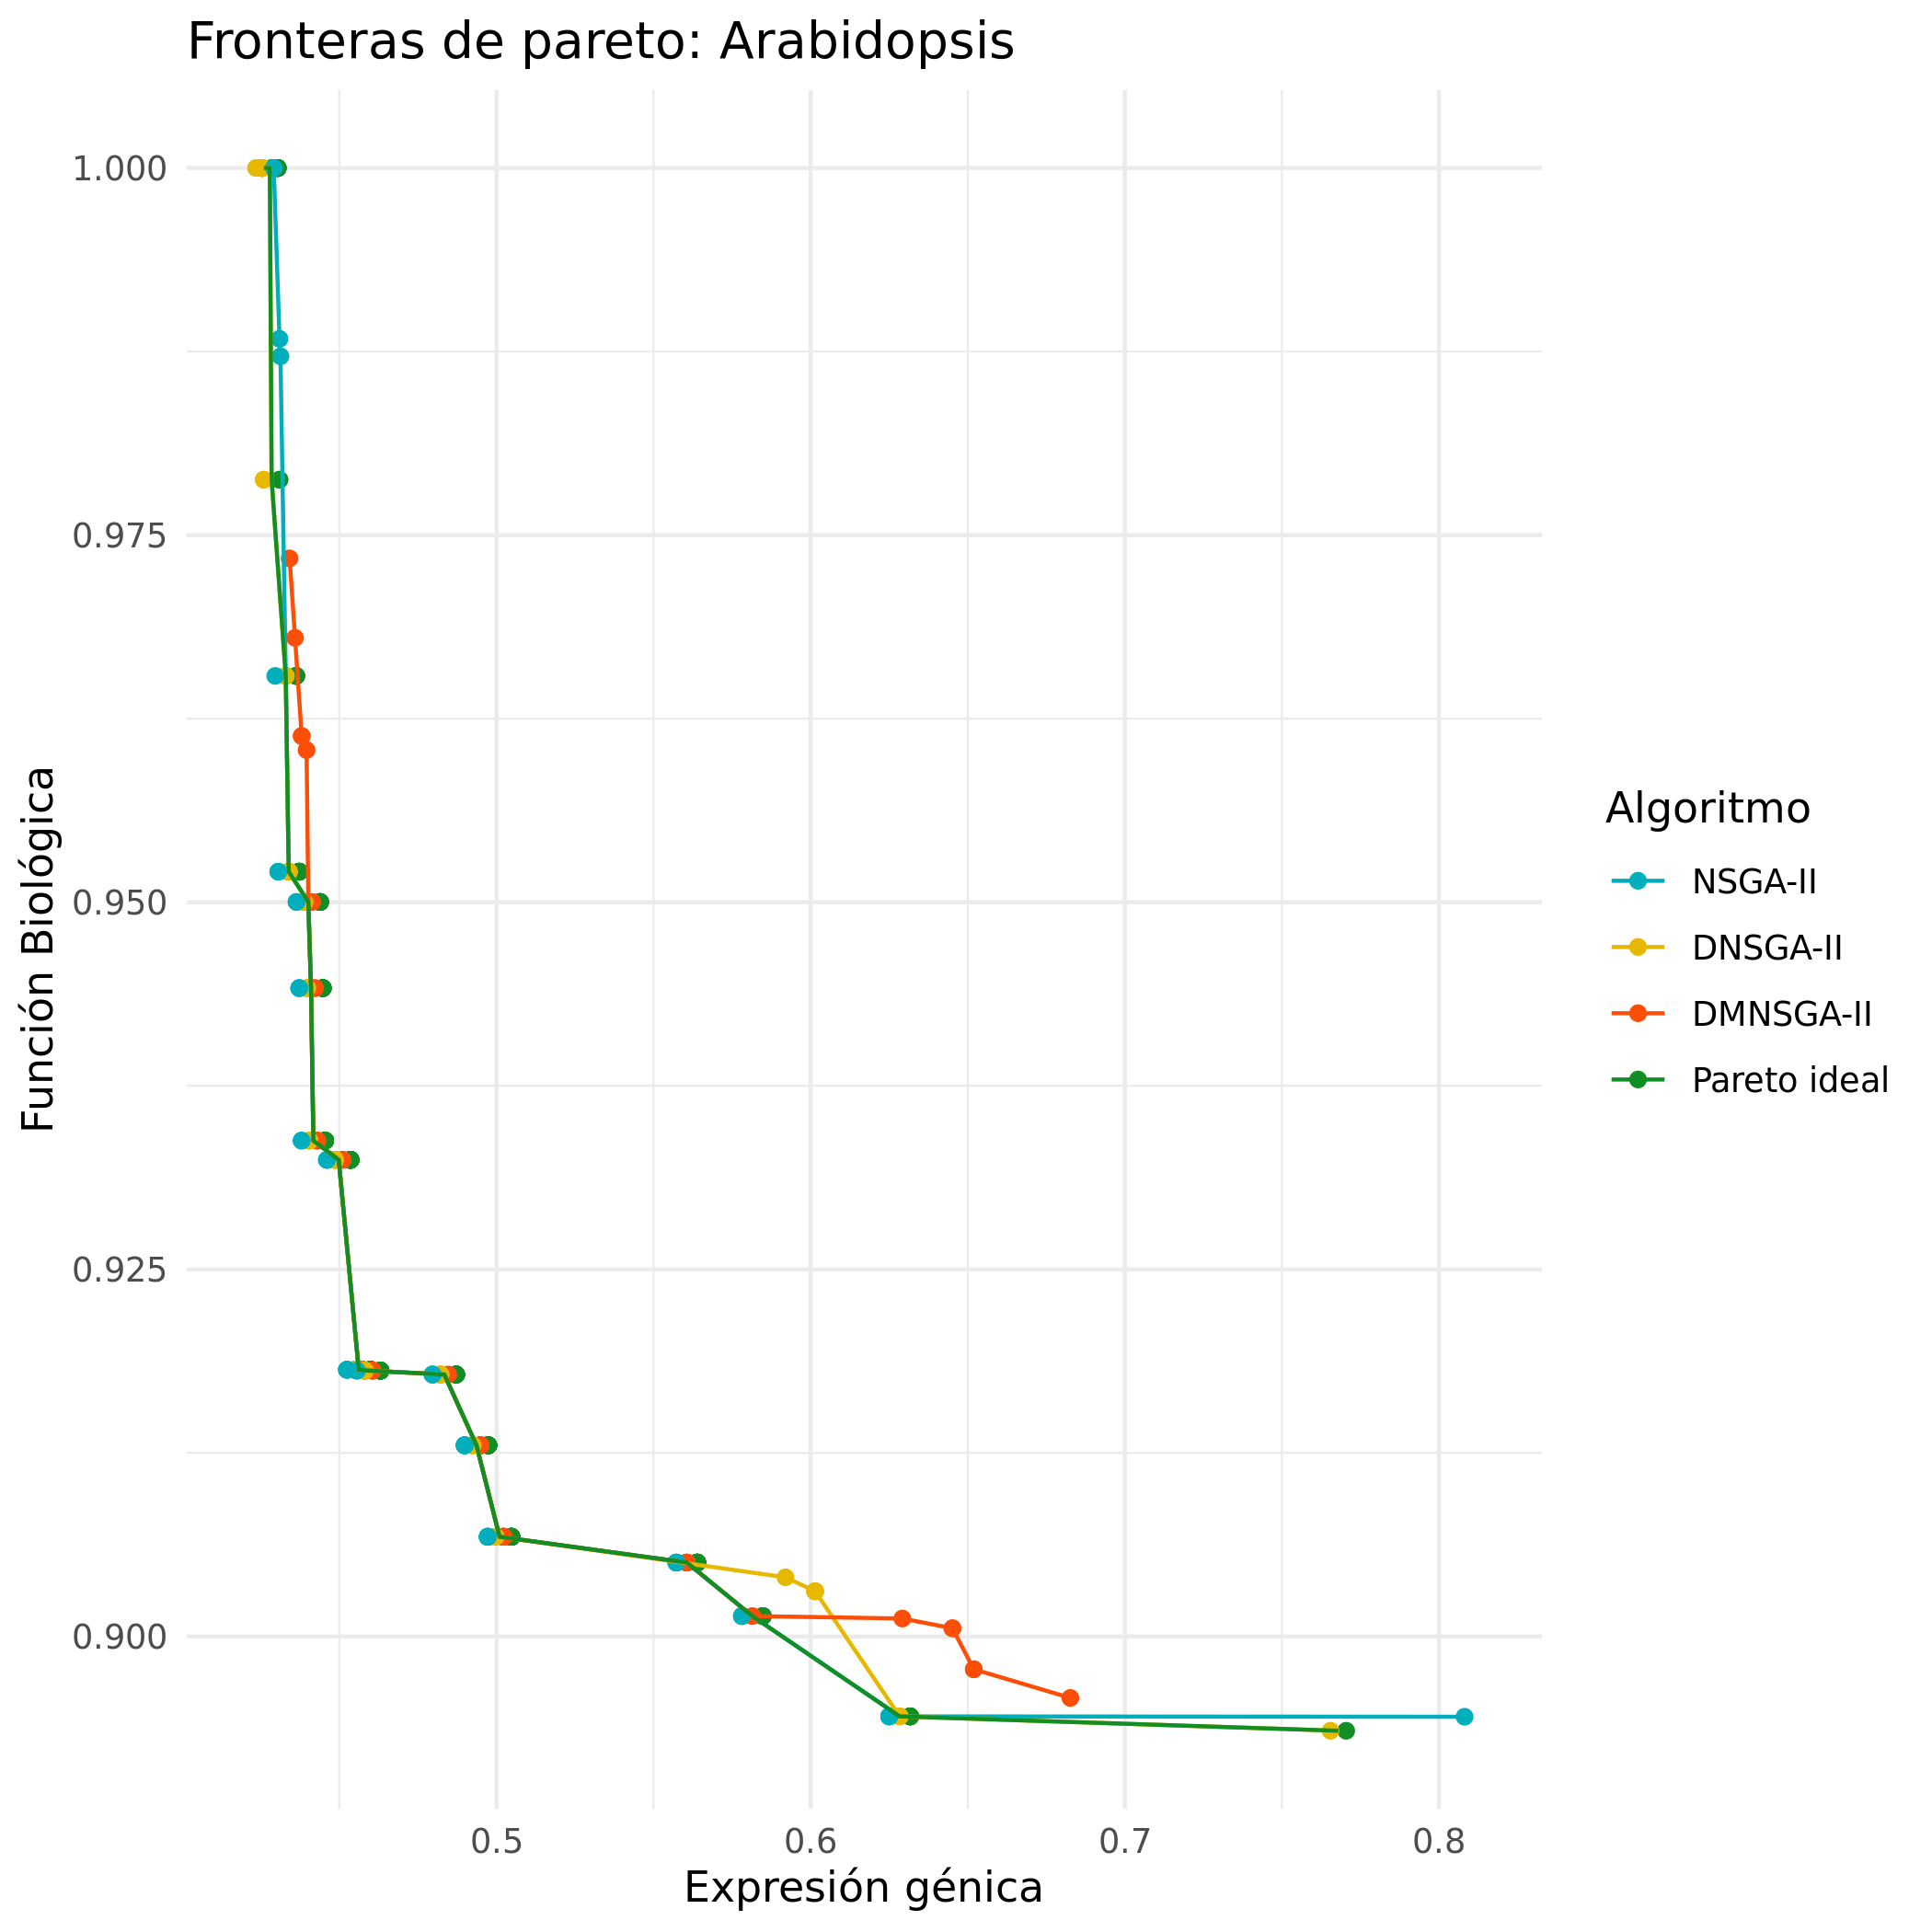 Fronteras de pareto: Arabidopsis
1.000
0.975
0.950
0.925
0.900
Función Biológica
0.5
0.6
0.7
0.8
Expresión génica
Algoritmo
NSGA-II
DNSGA-II
DMNSGA-II
Pareto ideal